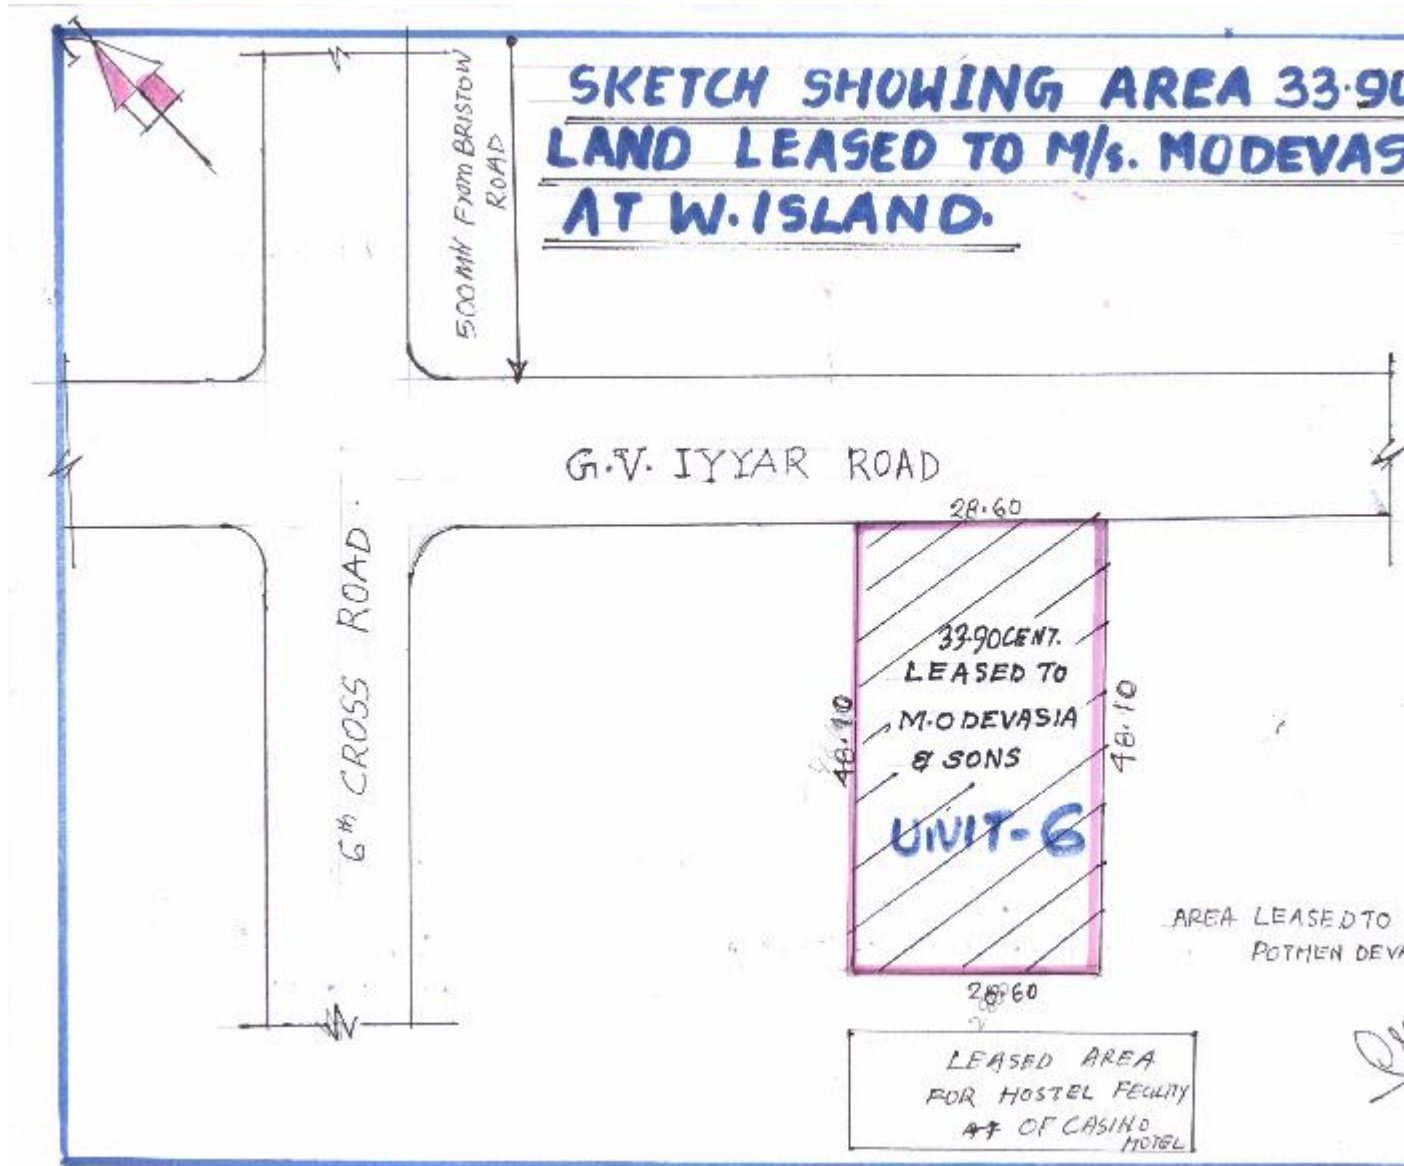 SKETCH SHOWING AREA 33.90
LAND LEASED TO M/s. MODEVAS
AT W. ISLAND.
500 MtV From BRISTOW
ROAD
G.V. IYYAR ROAD
6th CROSS ROAD
28.60
33.90 CENT.
LEASED TO
M.O DEVASIA
& SONS
UNIT-6
48.10
48.10
28.60
AREA LEASED TO
POTHEN DEVA
LEASED AREA
FOR HOSTEL FECILITY
OF CASINO
HOTEL